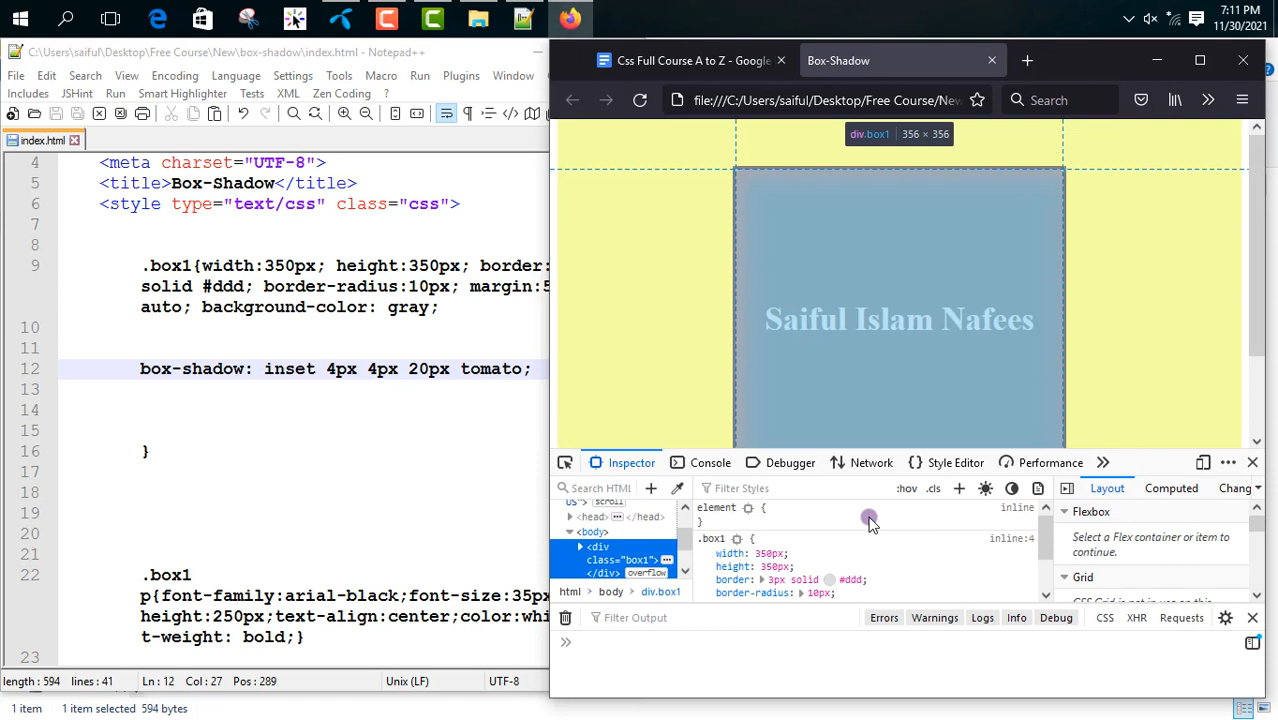 7:11 PM
11/30/2021
C:\Users\saiful\Desktop\Free Course\New\box-shadow\index.html - Notepad++
File Edit Search View Encoding Language Settings Tools Macro Run Plugins Window
Includes JSHint Run Smart Highlighter Tests XML Zen Coding
index.html
4 <meta charset="UTF-8">
5 <title>Box-Shadow</title>
6 <style type="text/css" class="css">
7
8
9 .box1{width:350px; height:350px; border:
solid #ddd; border-radius:10px; margin:5
auto; background-color: gray;
10
11
12 box-shadow: inset 4px 4px 20px tomato;
13
14
15
16 }
17
18
19
20
21
22 .box1
p{font-family:arial-black;font-size:35px
height:250px;text-align:center;color:whi
t-weight: bold;}
23
length : 594 lines : 41 Ln : 12 Col : 27 Pos : 289 Unix (LF) UTF-8
1 item 1 item selected 594 bytes
Css Full Course A to Z - Google
Box-Shadow
file:///C:/Users/saiful/Desktop/Free Course/New
Search
div.box1 356 × 356
Saiful Islam Nafees
Inspector Console Debugger Network Style Editor Performance
Search HTML
scroll
<head> </head>
<body>
<div
class="box1">
</div> overflow
html body div.box1
Filter Styles :hov .cls
element { inline
}
.box1 { inline:4
width: 350px;
height: 350px;
border: 3px solid #ddd;
border-radius: 10px;
Layout Computed Chang
Flexbox
Select a Flex container or item to
continue.
Grid
Filter Output Errors Warnings Logs Info Debug CSS XHR Requests